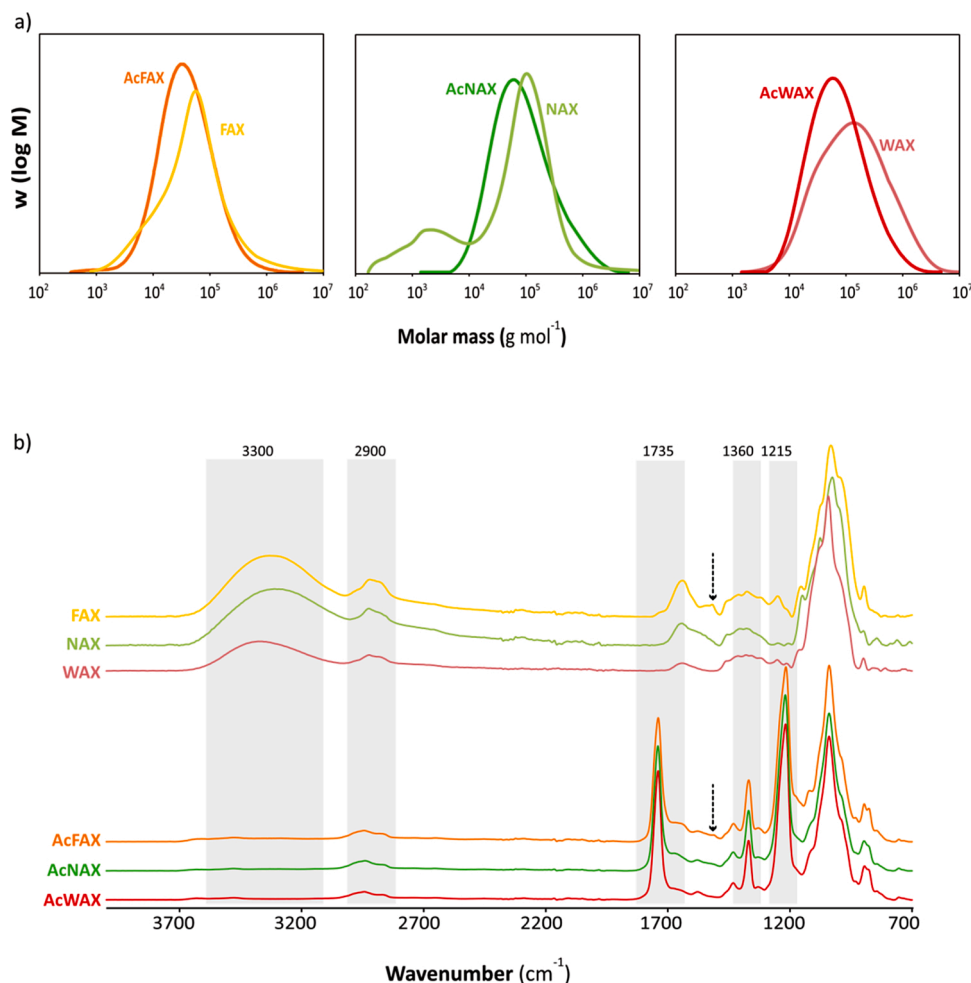 a)
w (log M)
AcFAX
FAX
AcNAX
NAX
AcWAX
WAX
10² 10³ 10⁴ 10⁵ 10⁶ 10⁷
10² 10³ 10⁴ 10⁵ 10⁶ 10⁷
10² 10³ 10⁴ 10⁵ 10⁶ 10⁷
Molar mass (g mol⁻¹)
b)
3300 2900 1735 1360 1215
FAX
NAX
WAX
AcFAX
AcNAX
AcWAX
3700 3200 2700 2200 1700 1200 700
Wavenumber (cm⁻¹)